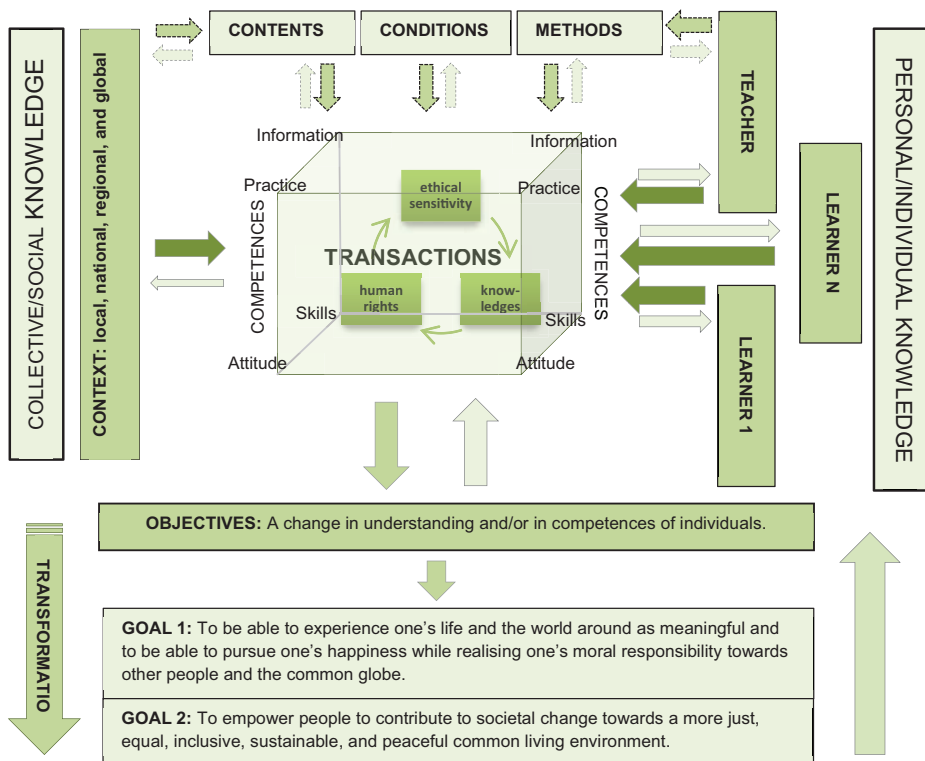 CONTENTS
CONDITIONS
METHODS
COLLECTIVE/SOCIAL KNOWLEDGE
CONTEXT: local, national, regional, and global
TEACHER
LEARNER N
LEARNER 1
PERSONAL/INDIVIDUAL KNOWLEDGE
Information
Information
Practice
Practice
COMPETENCES
COMPETENCES
ethical
sensitivity
TRANSACTIONS
human
rights
know-
ledges
Skills
Skills
Attitude
Attitude
OBJECTIVES: A change in understanding and/or in competences of individuals.
TRANSFORMATIO
GOAL 1: To be able to experience one’s life and the world around as meaningful and
to be able to pursue one’s happiness while realising one’s moral responsibility towards
other people and the common globe.
GOAL 2: To empower people to contribute to societal change towards a more just,
equal, inclusive, sustainable, and peaceful common living environment.